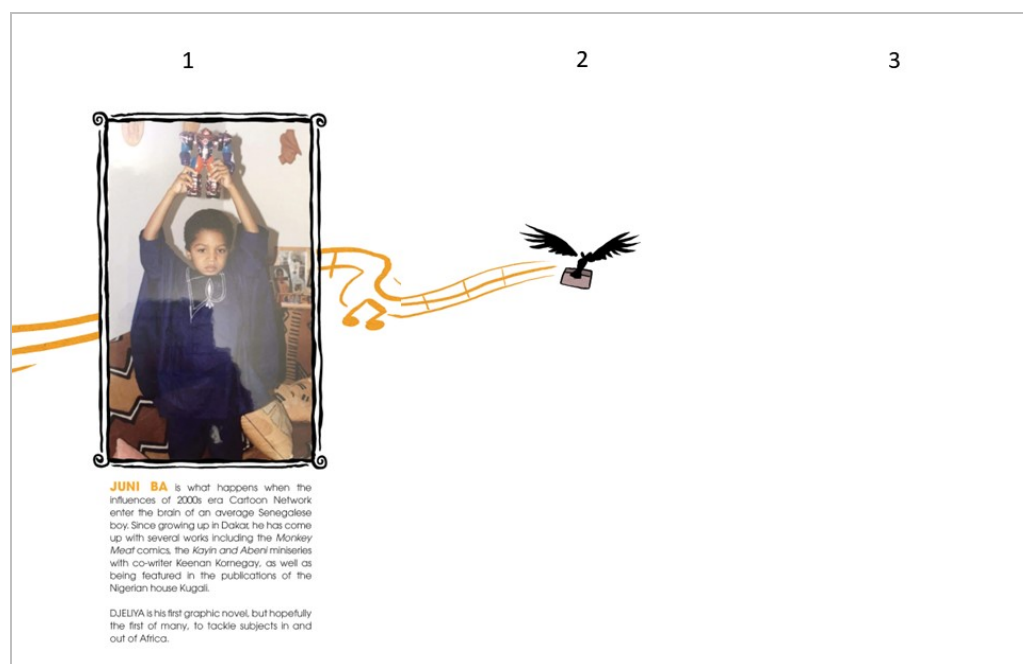 1
2
3
JUNI BA is what happens when the
influences of 2000s era Cartoon Network
enter the brain of an average Senegalese
boy. Since growing up in Dakar, he has come
up with several works including the Monkey
Meat comics, the Kayin and Abeni miniseries
with co-writer Keenan Kornegay, as well as
being featured in the publications of the
Nigerian house Kugali.
DJELIYA is his first graphic novel, but hopefully
the first of many, to tackle subjects in and
out of Africa.